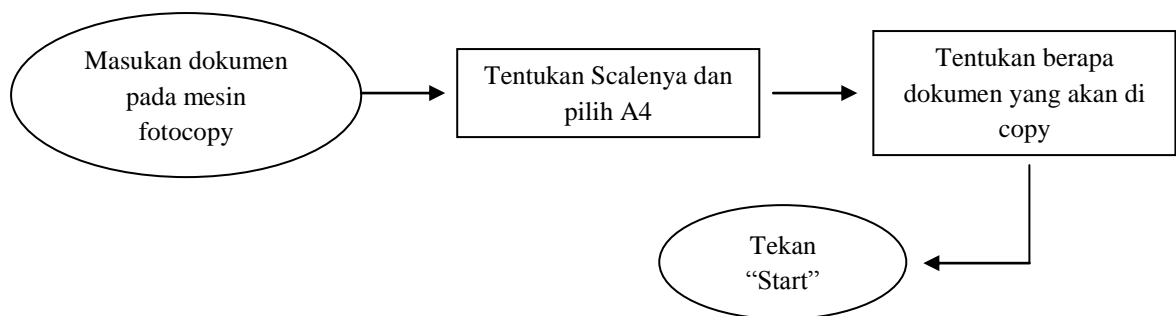 Masukan dokumen
pada mesin
fotocopy
Tentukan Scalenya dan
pilih A4
Tentukan berapa
dokumen yang akan di
copy
Tekan
“Start”